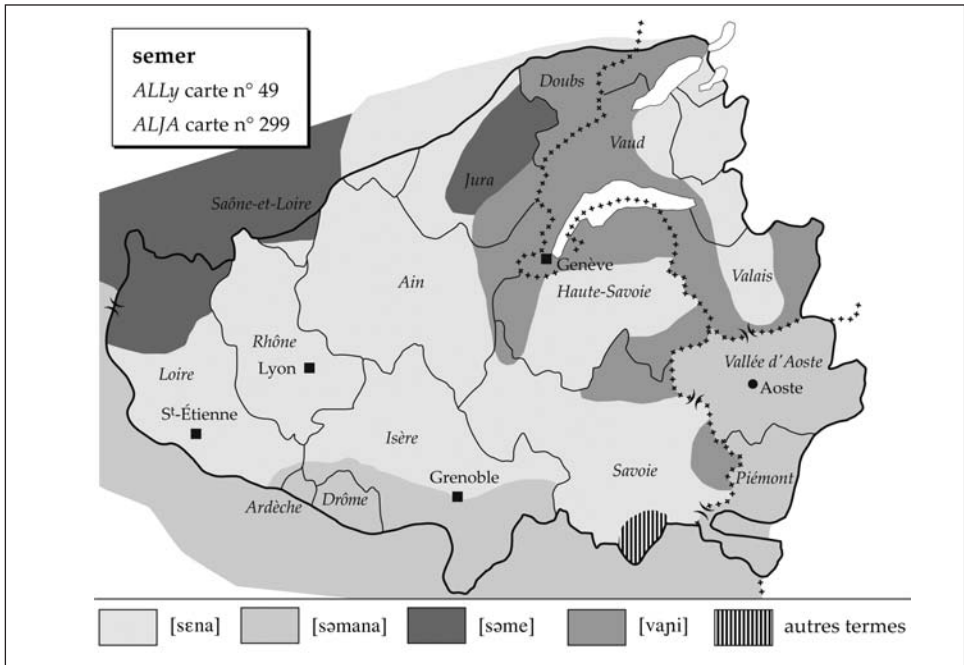 semer
ALLy carte n° 49
ALJA carte n° 299
Doubs
Vaud
Jura
Saône-et-Loire
Genève
Ain
Valais
Haute-Savoie
Rhône
Vallée d'Aoste
Loire
Lyon
Aoste
St-Étienne
Isère
Savoie
Grenoble
Piémont
Ardèche
Drôme
[sɛna]
[səmana]
[səme]
[vaɲi]
autres termes